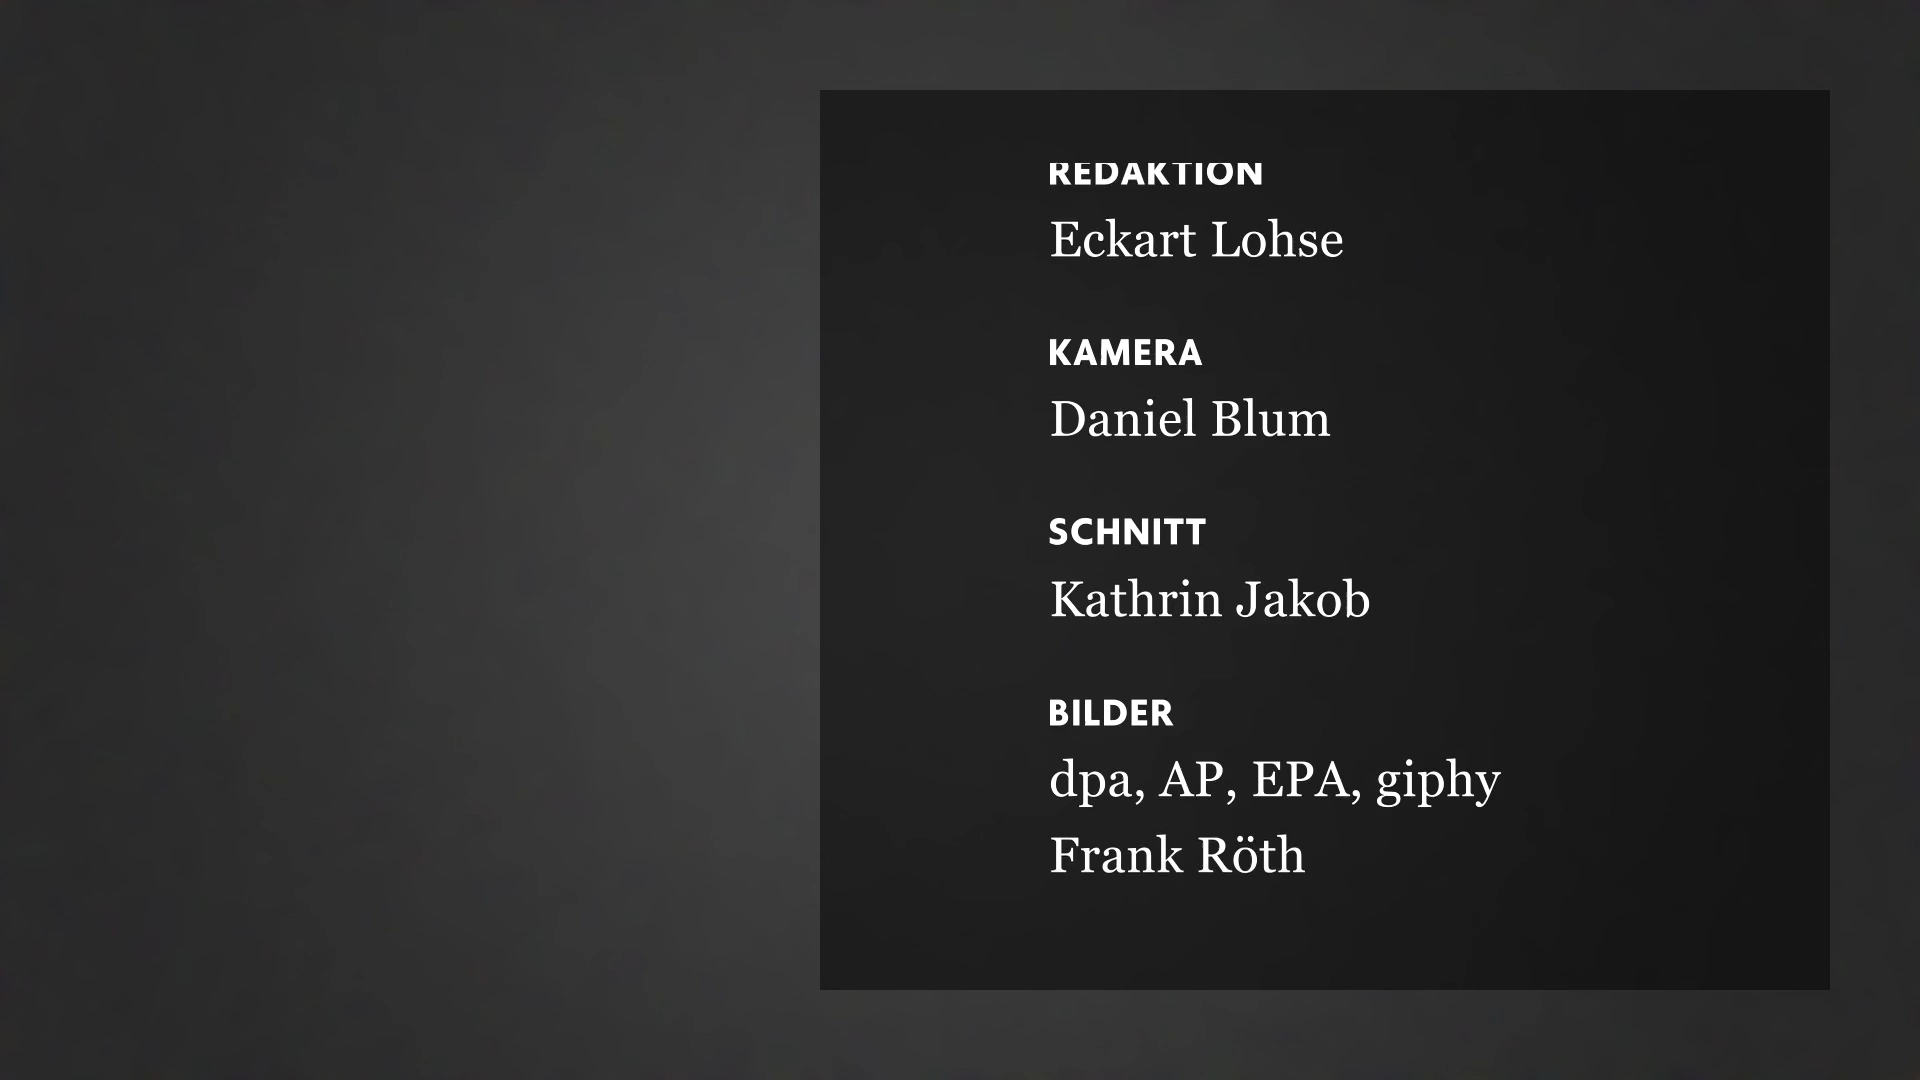 REDAKTION
Eckart Lohse
KAMERA
Daniel Blum
SCHNITT
Kathrin Jakob
BILDER
dpa, AP, EPA, giphy
Frank Röth